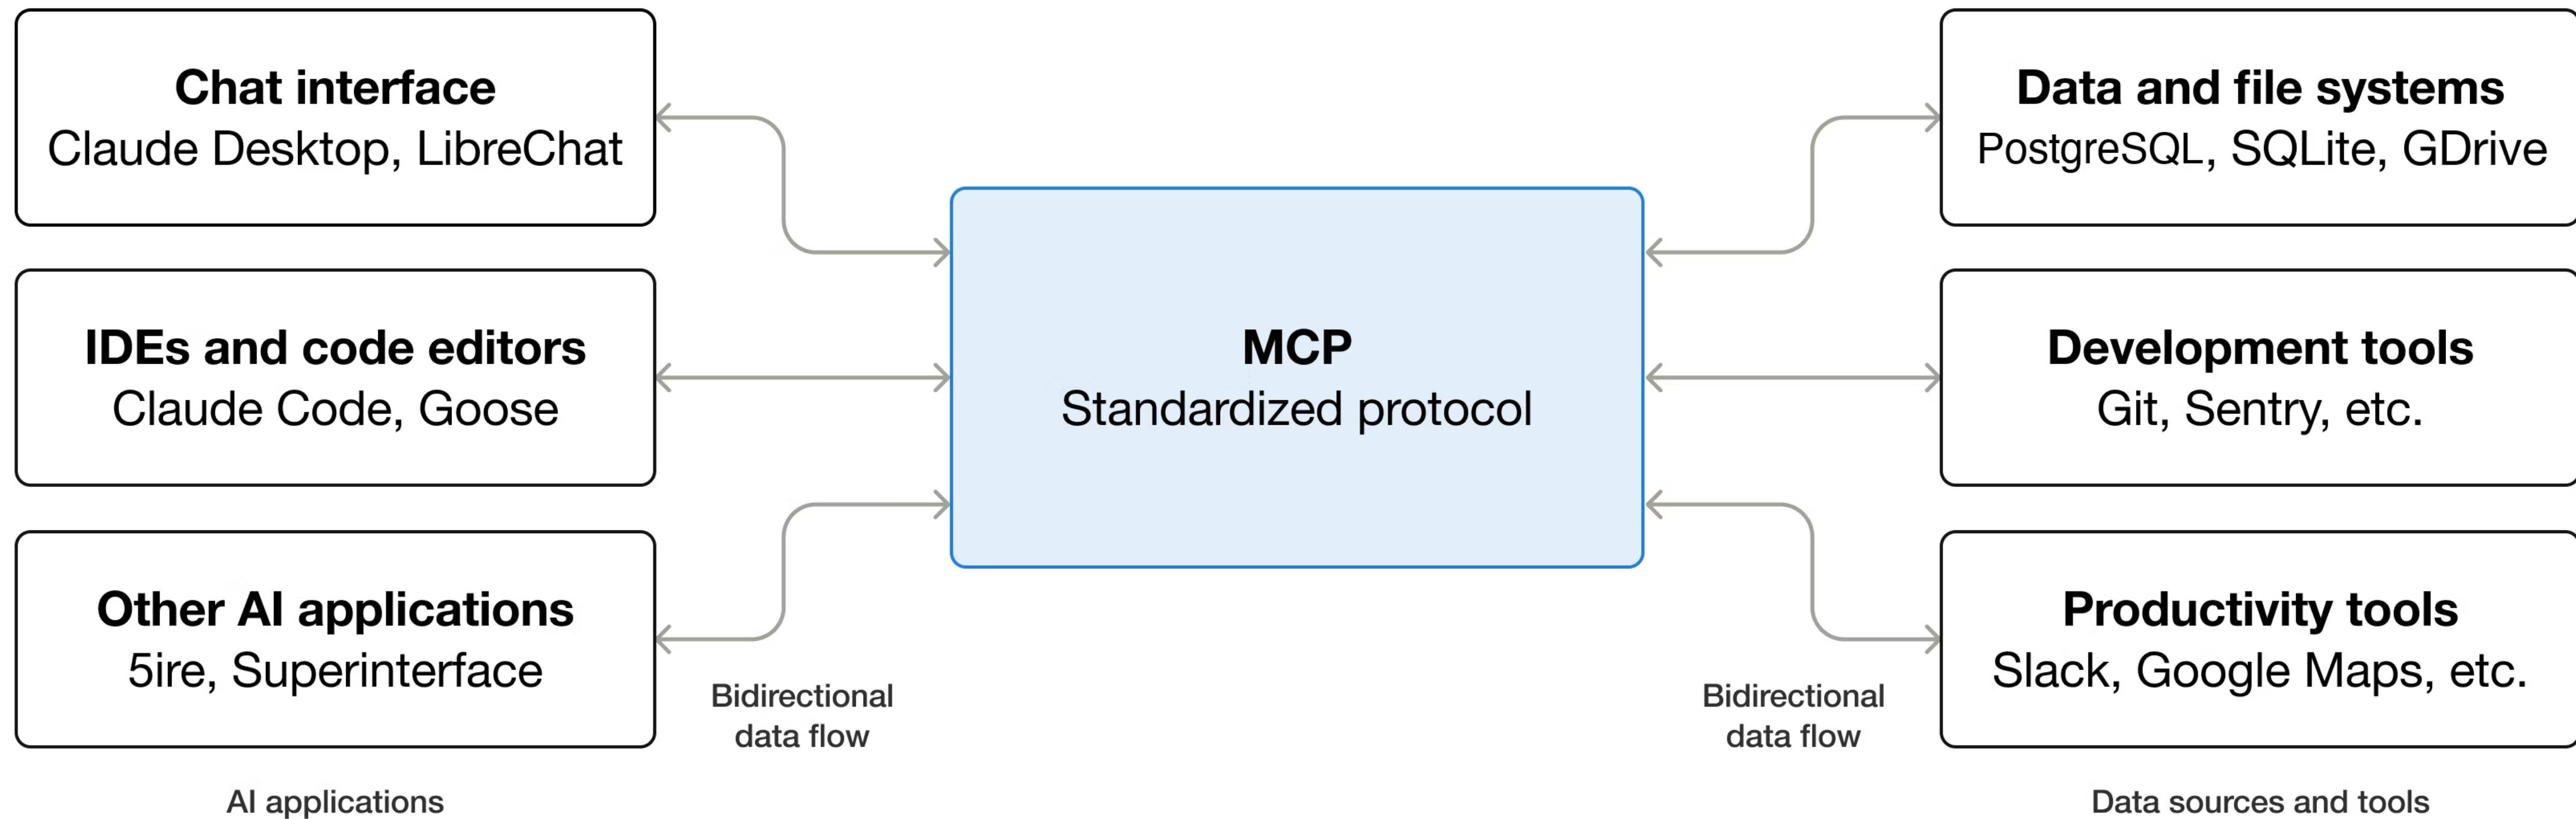 Chat interface
Claude Desktop, LibreChat
IDEs and code editors
Claude Code, Goose
Other AI applications
5ire, Superinterface
AI applications
Bidirectional
data flow
MCP
Standardized protocol
Bidirectional
data flow
Data and file systems
PostgreSQL, SQLite, GDrive
Development tools
Git, Sentry, etc.
Productivity tools
Slack, Google Maps, etc.
Data sources and tools